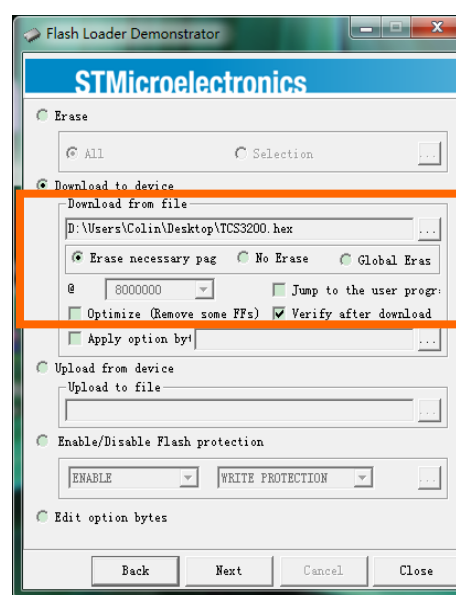 Flash Loader Demonstrator
STMicroelectronics
Erase
All Selection ...
Download to device
Download from file
D:\Users\Colin\Desktop\TCS3200.hex ...
Erase necessary pag No Erase Global Eras
@ 8000000 Jump to the user progr
Optimize (Remove some FFs) Verify after download
Apply option byt ...
Upload from device
Upload to file
...
Enable/Disable Flash protection
ENABLE WRITE PROTECTION ...
Edit option bytes
Back Next Cancel Close